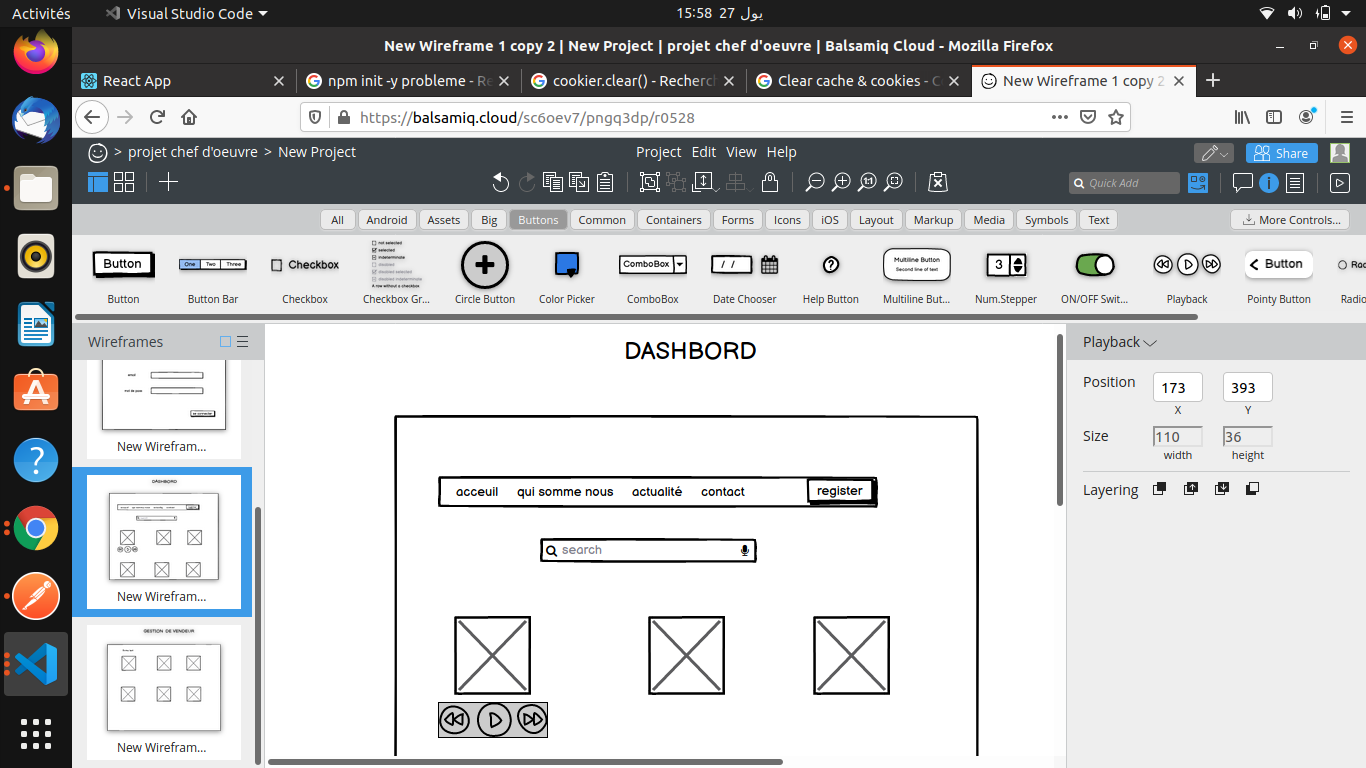 Activités
Visual Studio Code
15:58 27 يول
New Wireframe 1 copy 2 | New Project | projet chef d'oeuvre | Balsamiq Cloud - Mozilla Firefox
React App
npm init -y probleme - Re
cookier.clear() - Recherch
Clear cache & cookies - C
New Wireframe 1 copy 2
https://balsamiq.cloud/sc6oev7/pngq3dp/r0528
> projet chef d'oeuvre > New Project
Project Edit View Help
Share
1:1
Quick Add
All Android Assets Big Buttons Common Containers Forms Icons iOS Layout Markup Media Symbols Text
More Controls...
Button
One Two Three
Checkbox
not selected
selected
indeterminate
disabled
disabled selected
disabled indeterminate
A row without a checkbox
ComboBox
/ /
?
Multiline Button
Second line of text
3
Button
Rad
Button
Button Bar
Checkbox
Checkbox Gr...
Circle Button
Color Picker
ComboBox
Date Chooser
Help Button
Multiline But...
Num.Stepper
ON/OFF Swit...
Playback
Pointy Button
Radio
Wireframes
email
mot de pass
se connecter
New Wirefram...
DASHBORD
New Wirefram...
GESTION DE VENDEUR
New Wirefram...
DASHBORD
acceuil qui somme nous actualité contact register
search
Playback
Position
173 393
X Y
Size
110 36
width height
Layering